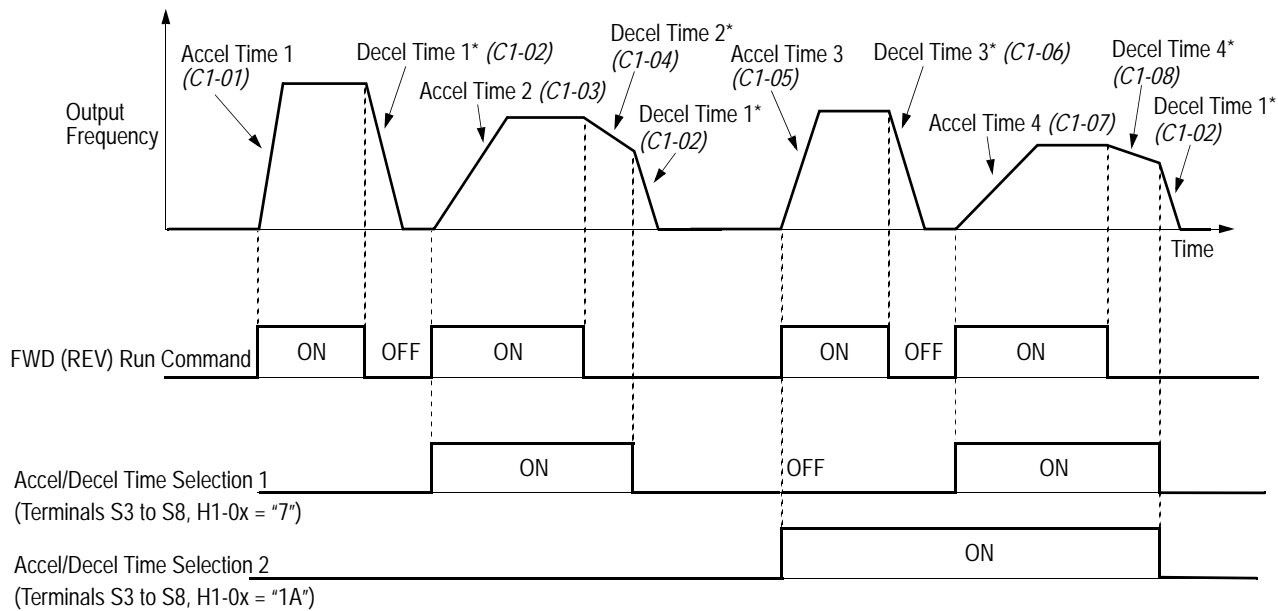 Accel Time 1
(C1-01)
Decel Time 1* (C1-02)
Accel Time 2 (C1-03)
Decel Time 2*
(C1-04)
Decel Time 1*
(C1-02)
Accel Time 3
(C1-05)
Decel Time 3* (C1-06)
Accel Time 4 (C1-07)
Decel Time 4*
(C1-08)
Decel Time 1*
(C1-02)
Output
Frequency
Time
FWD (REV) Run Command
ON
OFF
ON
ON
OFF
ON
Accel/Decel Time Selection 1
(Terminals S3 to S8, H1-0x = “7”)
ON
OFF
ON
Accel/Decel Time Selection 2
(Terminals S3 to S8, H1-0x = “1A”)
ON